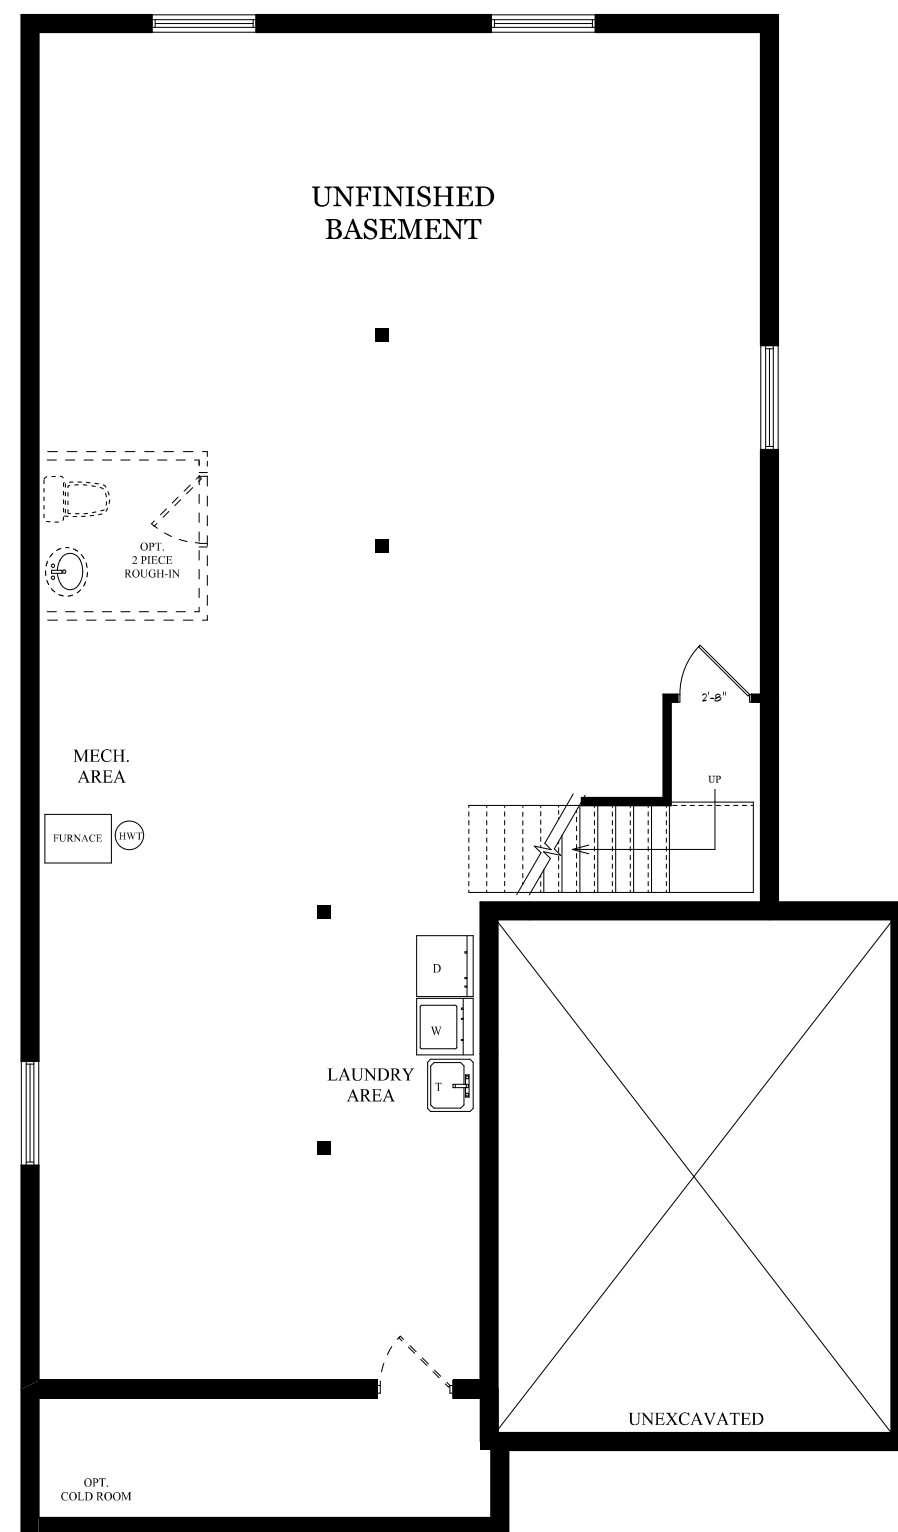 UNFINISHED
BASEMENT
OPT.
2 PIECE
ROUGH-IN
2'-8"
MECH.
AREA
UP
FURNACE
HWT
D
W
LAUNDRY
AREA
T
UNEXCAVATED
OPT.
COLD ROOM